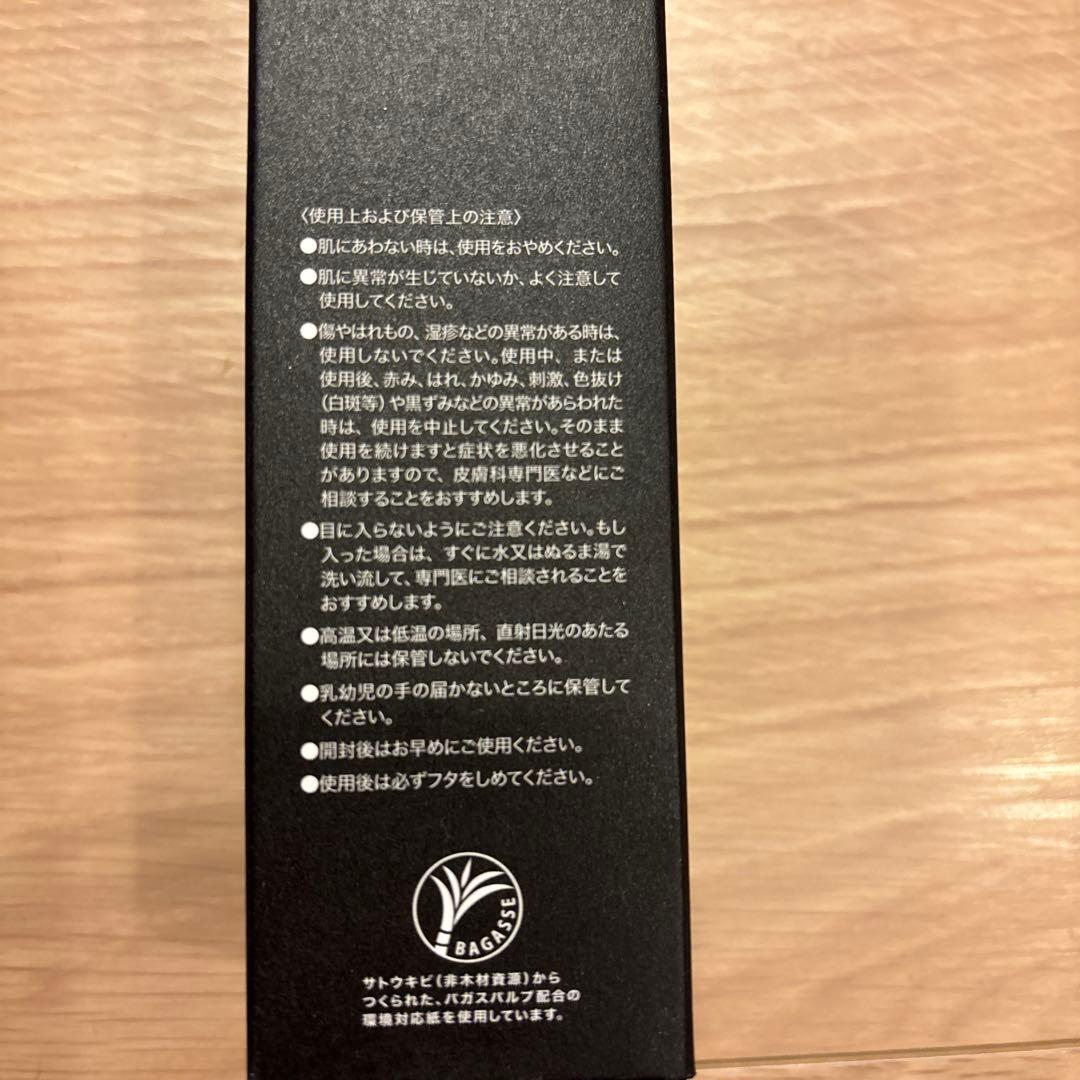 〈使用上および保管上の注意〉
●肌にあわない時は、使用をおやめください。
●肌に異常が生じていないか、よく注意して
使用してください。
●傷やはれもの、湿疹などの異常がある時は、
使用しないでください。使用中、または
使用後、赤み、はれ、かゆみ、刺激、色抜け
（白斑等）や黒ずみなどの異常があらわれた
時は、使用を中止してください。そのまま
使用を続けますと症状を悪化させること
がありますので、皮膚科専門医などにご
相談することをおすすめします。
●目に入らないようにご注意ください。もし
入った場合は、すぐに水又はぬるま湯で
洗い流して、専門医にご相談されることを
おすすめします。
●高温又は低温の場所、直射日光のあたる
場所には保管しないでください。
●乳幼児の手の届かないところに保管して
ください。
●開封後はお早めにご使用ください。
●使用後は必ずフタをしめてください。
BAGASSE
サトウキビ（非木材資源）から
つくられた、バガスパルプ配合の
環境対応紙を使用しています。